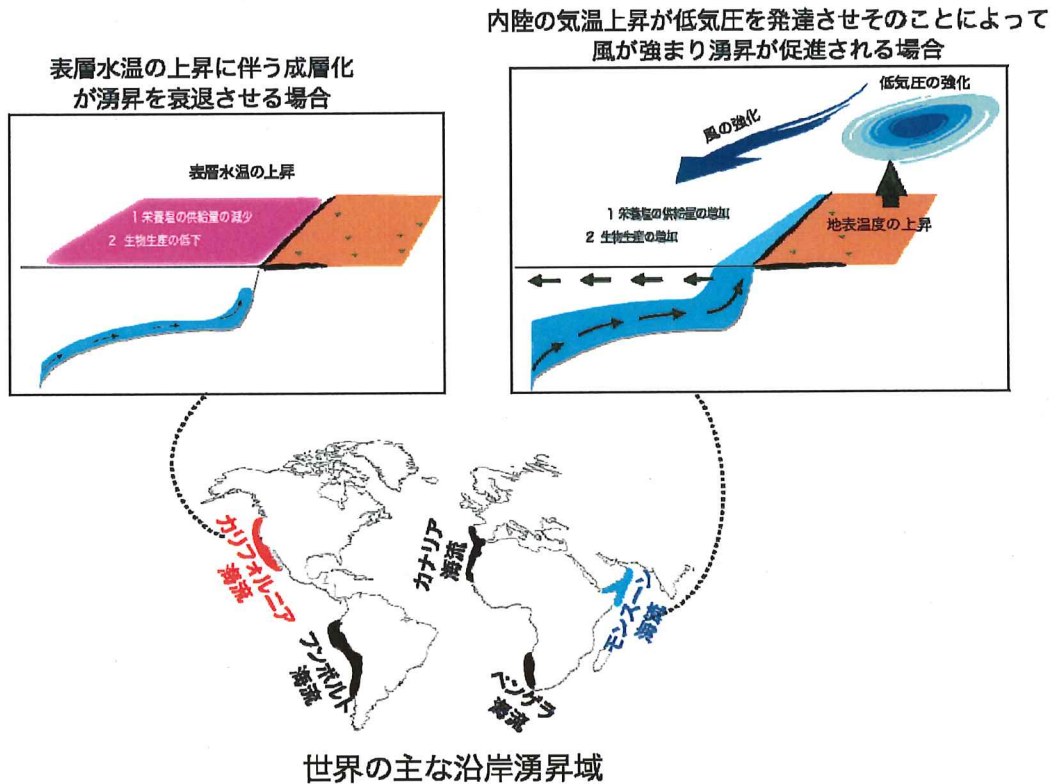 表層水温の上昇に伴う成層化
が湧昇を衰退させる場合
表層水温の上昇
1 栄養塩の供給量の減少
2 生物生産の低下
内陸の気温上昇が低気圧を発達させそのことによって
風が強まり湧昇が促進される場合
低気圧の強化
風の強化
1 栄養塩の供給量の増加
2 生物生産の増加
地表温度の上昇
カリフォルニア
海流
フンボルト
海流
カナリア
海流
ベンゲラ
海流
モンスーン
海流
世界の主な沿岸湧昇域